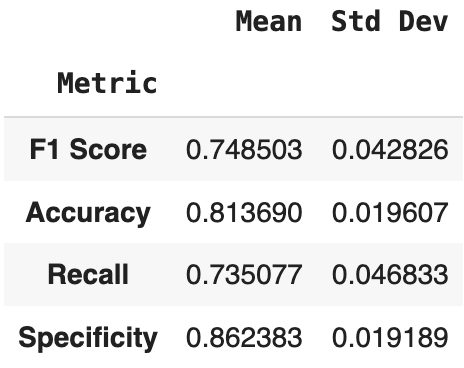 Mean Std Dev
Metric
F1 Score 0.748503 0.042826
Accuracy 0.813690 0.019607
Recall 0.735077 0.046833
Specificity 0.862383 0.019189